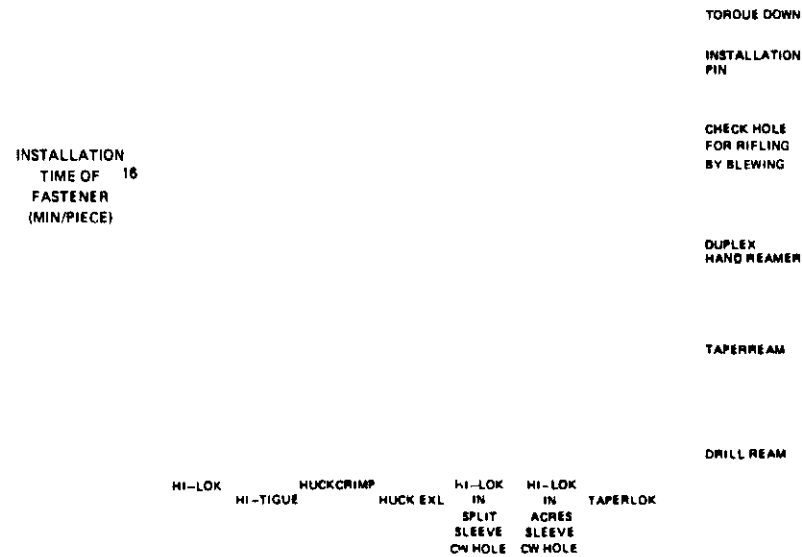 TORQUE DOWN
INSTALLATION
PIN
CHECK HOLE
FOR RIFLING
BY BLEWING
INSTALLATION
TIME OF 16
FASTENER
(MIN/PIECE)
DUPLEX
HAND REAMER
TAPERREAM
DRILL REAM
HI-LOK
HI-TIGUE
HUCKCRIMP
HUCK EXL
HI-LOK
IN
SPLIT
SLEEVE
CW HOLE
HI-LOK
IN
ACRES
SLEEVE
CW HOLE
TAPERLOK